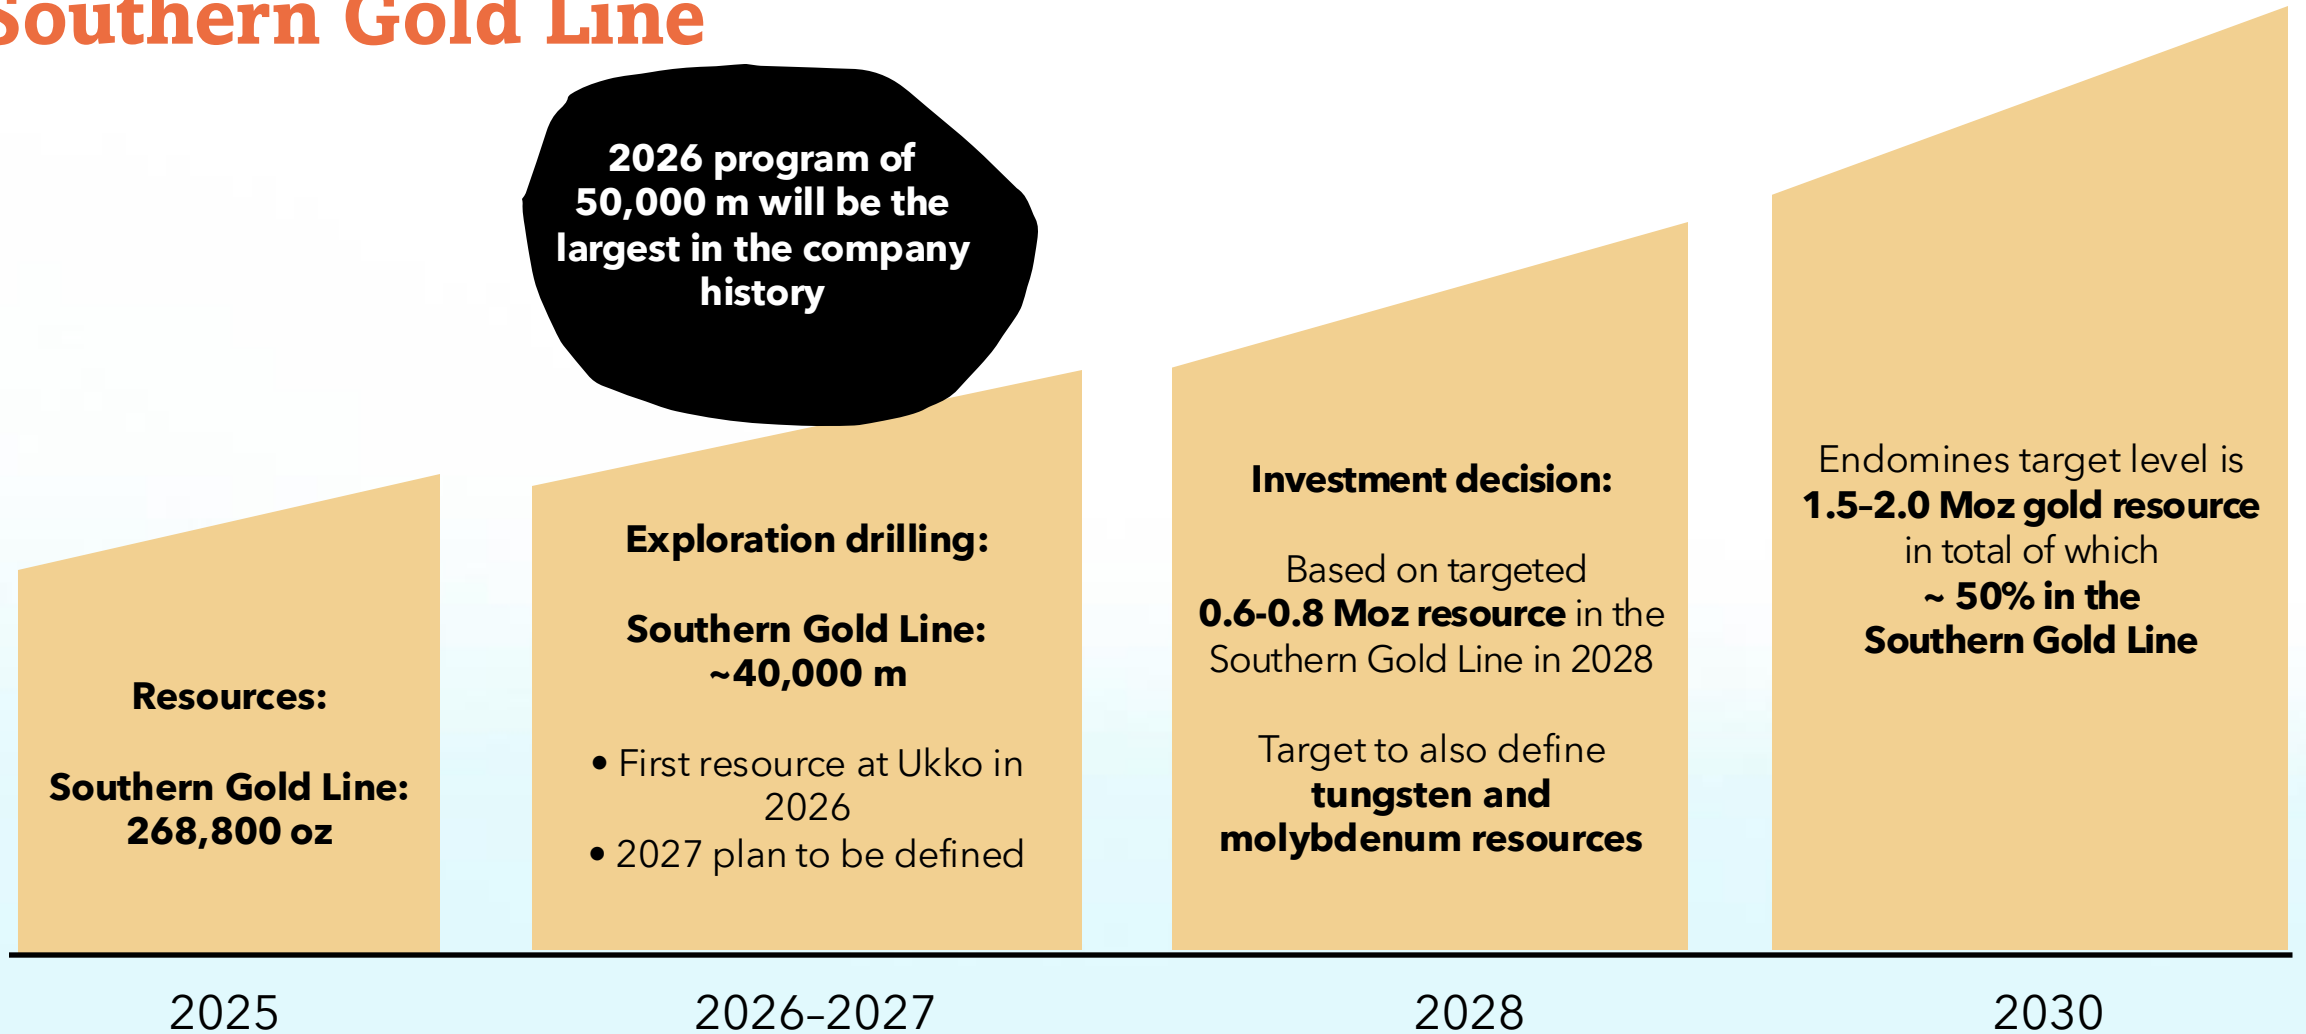 Southern Gold Line
2026 program of
50,000 m will be the
largest in the company
history
Resources:
Southern Gold Line:
268,800 oz
Exploration drilling:
Southern Gold Line:
~40,000 m
• First resource at Ukko in
2026
• 2027 plan to be defined
Investment decision:
Based on targeted
0.6-0.8 Moz resource in the
Southern Gold Line in 2028
Target to also define
tungsten and
molybdenum resources
Endomines target level is
1.5–2.0 Moz gold resource
in total of which
~ 50% in the
Southern Gold Line
2025
2026–2027
2028
2030